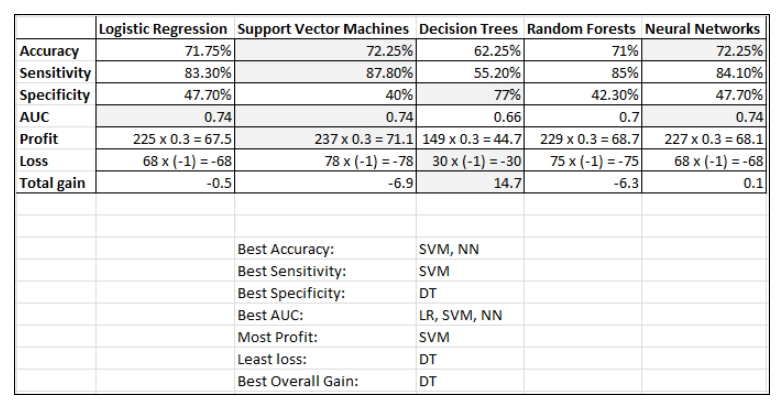 Logistic Regression Support Vector Machines Decision Trees Random Forests Neural Networks
Accuracy 71.75% 72.25% 62.25% 71% 72.25%
Sensitivity 83.30% 87.80% 55.20% 85% 84.10%
Specificity 47.70% 40% 77% 42.30% 47.70%
AUC 0.74 0.74 0.66 0.7 0.74
Profit 225 x 0.3 = 67.5 237 x 0.3 = 71.1 149 x 0.3 = 44.7 229 x 0.3 = 68.7 227 x 0.3 = 68.1
Loss 68 x (-1) = -68 78 x (-1) = -78 30 x (-1) = -30 75 x (-1) = -75 68 x (-1) = -68
Total gain -0.5 -6.9 14.7 -6.3 0.1
Best Accuracy: SVM, NN
Best Sensitivity: SVM
Best Specificity: DT
Best AUC: LR, SVM, NN
Most Profit: SVM
Least loss: DT
Best Overall Gain: DT